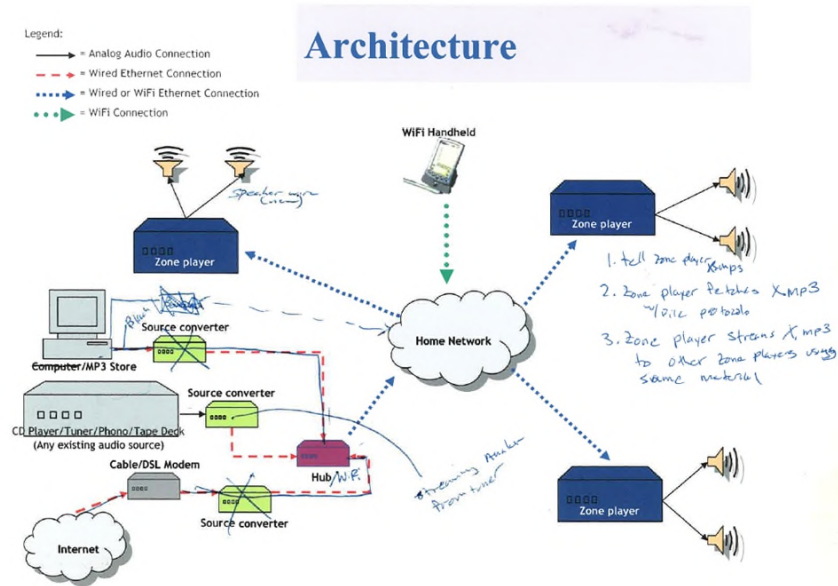 Architecture
Legend:
= Analog Audio Connection
= Wired Ethernet Connection
= Wired or WiFi Ethernet Connection
= WiFi Connection
WiFi Handheld
Speaker wire
Zone player
Zone player
1. tell zone player X.mp3
2. Zone player fetches X.mp3
w/ file protocol
3. Zone player streams X.mp3
to other zone players using
same material
Source converter
Computer/MP3 Store
Home Network
Source converter
CD Player/Tuner/Phono/Tape Deck
(Any existing audio source)
Hub/W.F.
Cable/DSL Modem
streaming
from tuner
Source converter
Zone player
Internet